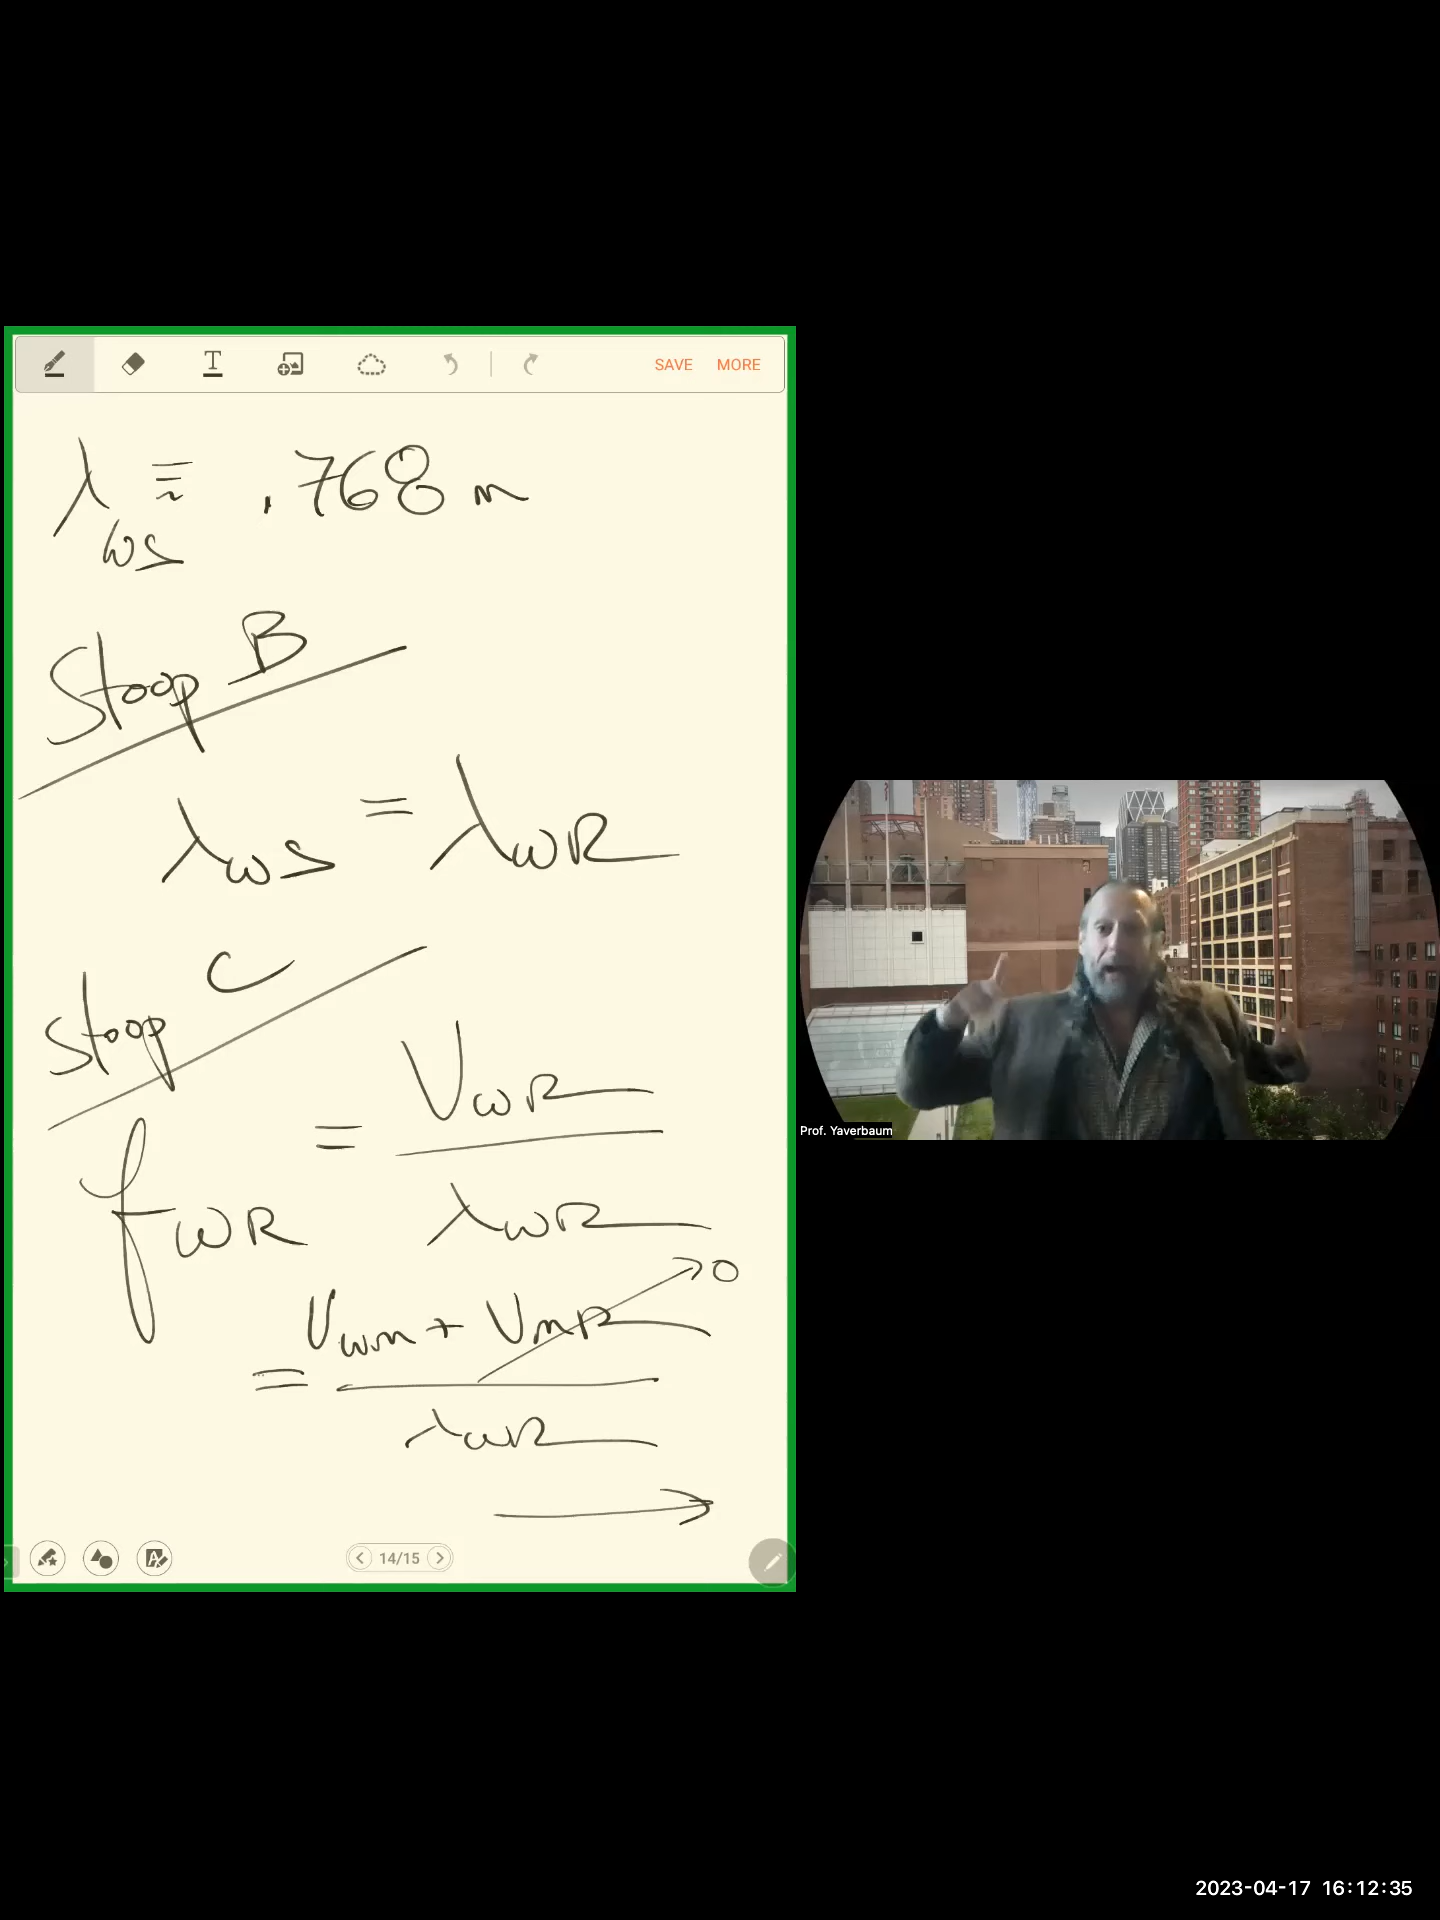 SAVE MORE
λws ≅ .768 m
Stoop B
λws = λWR
Stoop C
fWR = VWR / λWR
= Vwm + VmR → 0 / λWR
→
14/15
Prof. Yaverbaum
2023-04-17 16:12:35